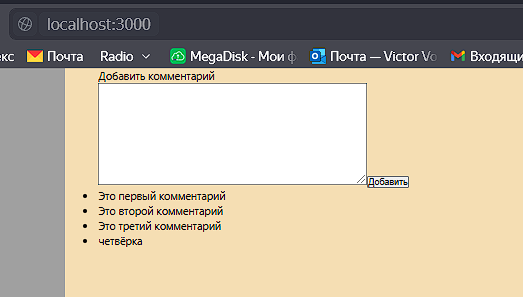 localhost:3000
кс Почта Radio MegaDisk - Мои ф Почта — Victor Vo Входящи
Добавить комментарий
Добавить
Это первый комментарий
Это второй комментарий
Это третий комментарий
четвёрка